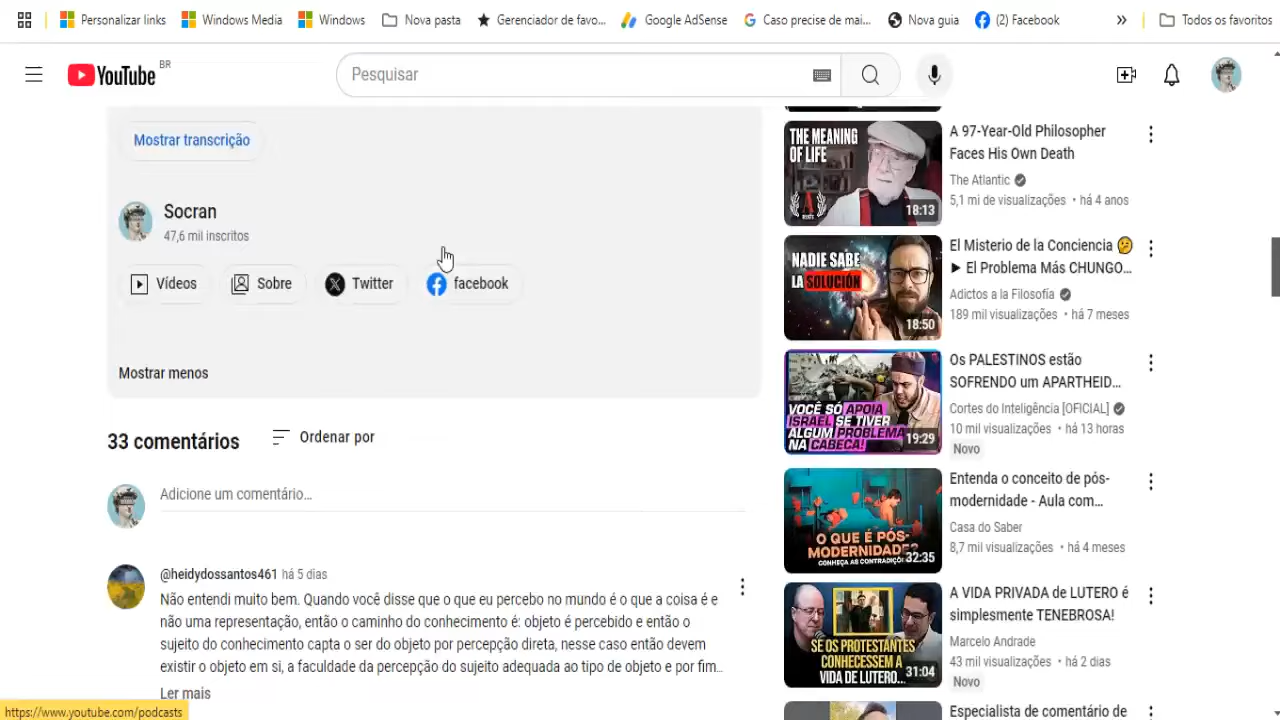 Personalizar links
Windows Media
Windows
Nova pasta
Gerenciador de favo...
Google AdSense
Caso precise de mai...
Nova guia
(2) Facebook
»
Todos os favoritos
YouTube BR
Pesquisar
Mostrar transcrição
Socran
47,6 mil inscritos
Vídeos
Sobre
Twitter
facebook
Mostrar menos
33 comentários
Ordenar por
Adicione um comentário...
@heidydossantos461 há 5 dias
Não entendi muito bem. Quando você disse que o que eu percebo no mundo é o que a coisa é e
não uma representação, então o caminho do conhecimento é: objeto é percebido e então o
sujeito do conhecimento capta o ser do objeto por percepção direta, nesse caso então devem
existir o objeto em si, a faculdade da percepção do sujeito adequada ao tipo de objeto e por fim...
Ler mais
https://www.youtube.com/podcasts
THE MEANING
OF LIFE
18:13
A 97-Year-Old Philosopher
Faces His Own Death
The Atlantic
5,1 mi de visualizações • há 4 anos
NADIE SABE
LA SOLUCIÓN
18:50
El Misterio de la Conciencia 🤔
▶ El Problema Más CHUNGO...
Adictos a la Filosofía
189 mil visualizações • há 7 meses
VOCÊ SÓ APOIA
ISRAEL SE TIVER
ALGUM PROBLEMA
NA CABEÇA!
19:29
Os PALESTINOS estão
SOFRENDO um APARTHEID...
Cortes do Inteligência [OFICIAL]
10 mil visualizações • há 13 horas
Novo
O QUE É PÓS-
MODERNIDADE?
CONHEÇA AS
32:35
Entenda o conceito de pós-
modernidade - Aula com...
Casa do Saber
8,7 mil visualizações • há 4 meses
SE OS PROTESTANTES
CONHECESSEM A
VIDA DE LUTERO...
31:04
A VIDA PRIVADA de LUTERO é
simplesmente TENEBROSA!
Marcelo Andrade
43 mil visualizações • há 2 dias
Novo
Especialista de comentário de